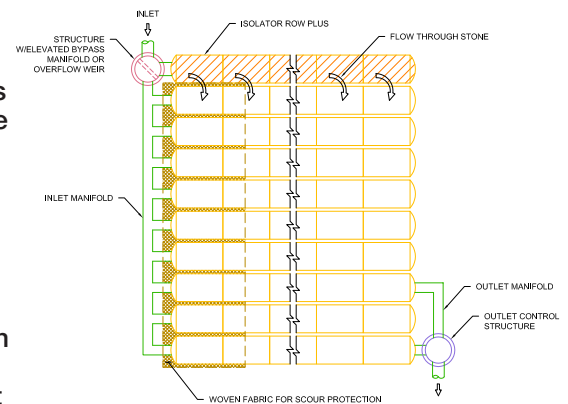 INLET
ISOLATOR ROW PLUS
STRUCTURE
W/ELEVATED BYPASS
MANIFOLD OR
OVERFLOW WEIR
FLOW THROUGH STONE
s
e
INLET MANIFOLD
OUTLET MANIFOLD
OUTLET CONTROL
STRUCTURE
n
WOVEN FABRIC FOR SCOUR PROTECTION